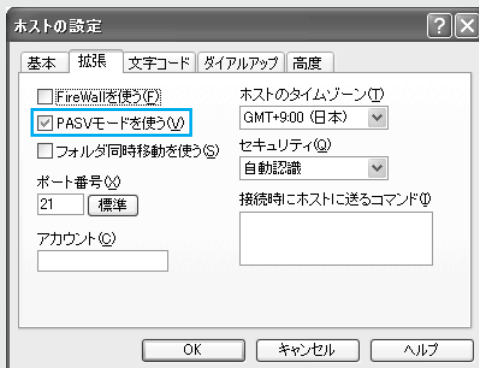 ホストの設定
基本 拡張 文字コード ダイアルアップ 高度
FireWallを使う(F)
PASVモードを使う(V)
フォルダ同時移動を使う(S)
ポート番号(X)
21 標準
アカウント(C)
ホストのタイムゾーン(T)
GMT+9:00 (日本)
セキュリティ(Q)
自動認識
接続時にホストに送るコマンド(I)
OK キャンセル ヘルプ